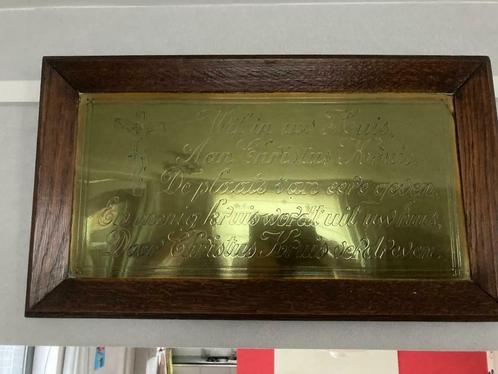 Wil in uw Huis,
Aan Christus Kruis,
De plaats van eere geven.
En menig kruis wordt uit uw huis,
Door Christus Kruis verdreven.